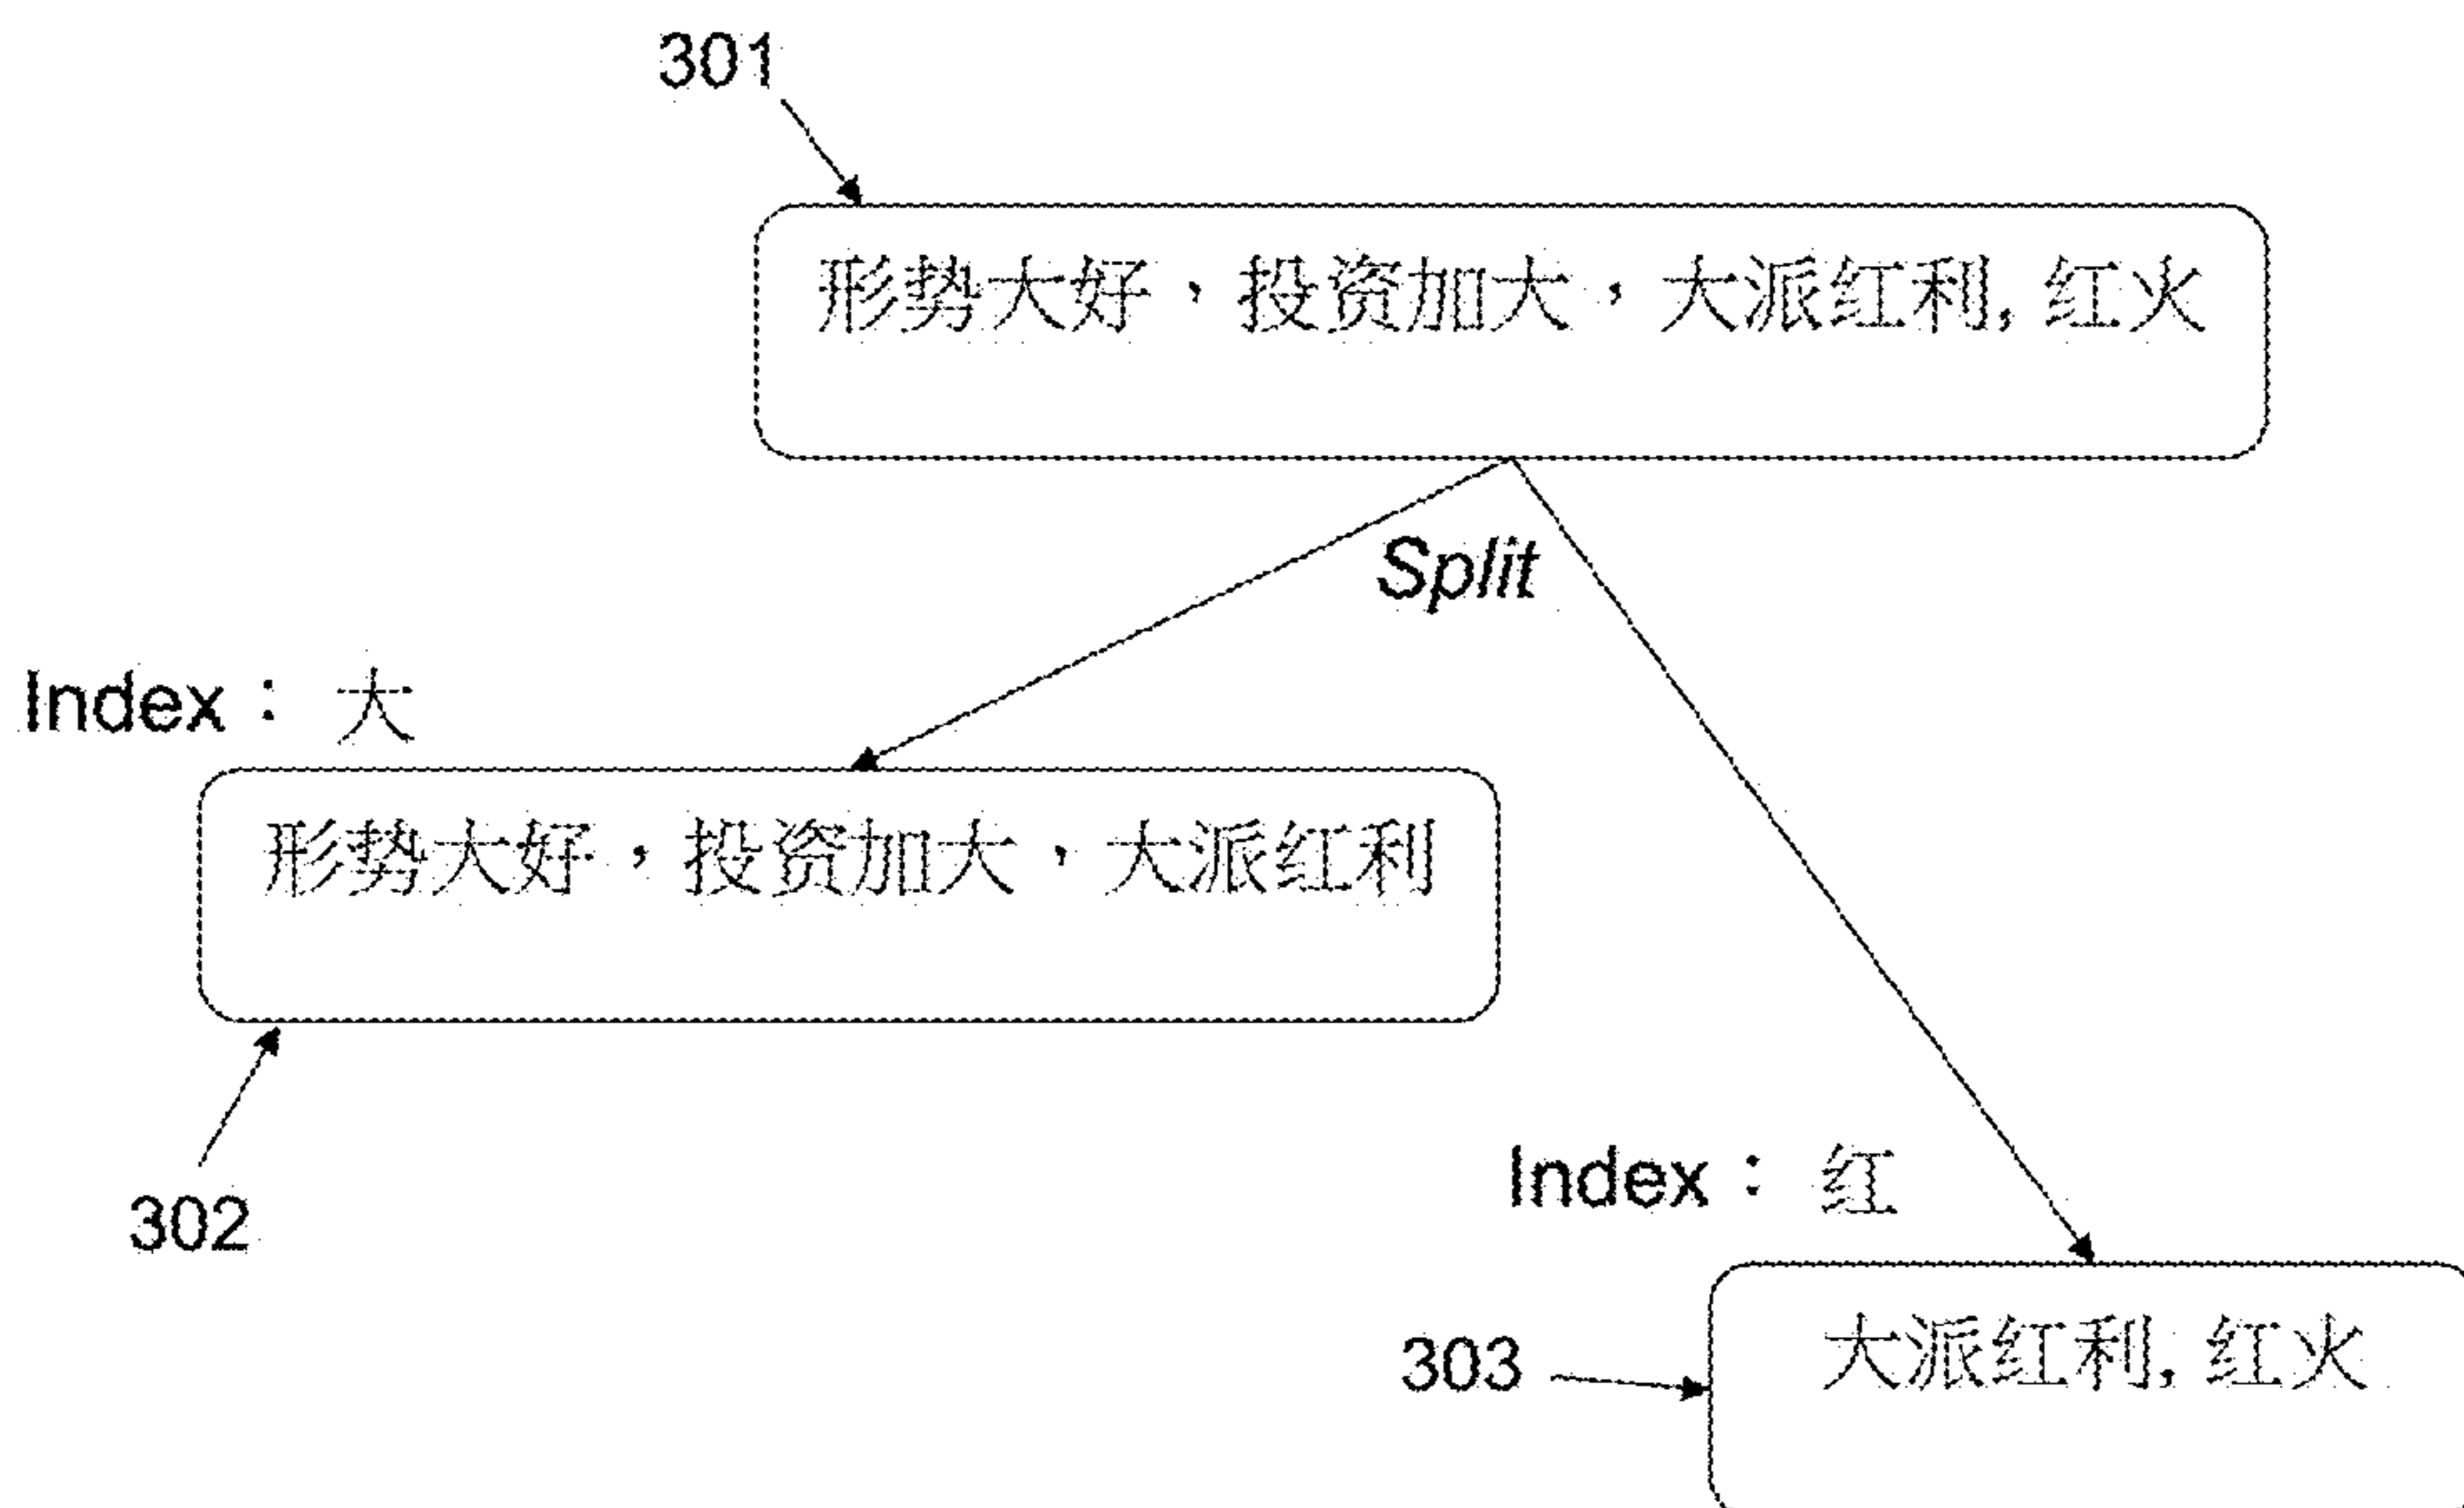 301
形势大好，投资加大，大派红利, 红火
Split
Index：大
形势大好，投资加大，大派红利
302
Index：红
303
大派红利, 红火